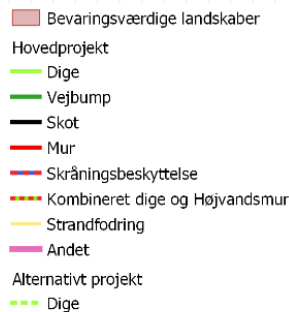 Bevaringsværdige landskaber
Hovedprojekt
Dige
Vejbump
Skot
Mur
Skråningsbeskyttelse
Kombineret dige og Højvandsmur
Strandfodring
Andet
Alternativt projekt
Dige